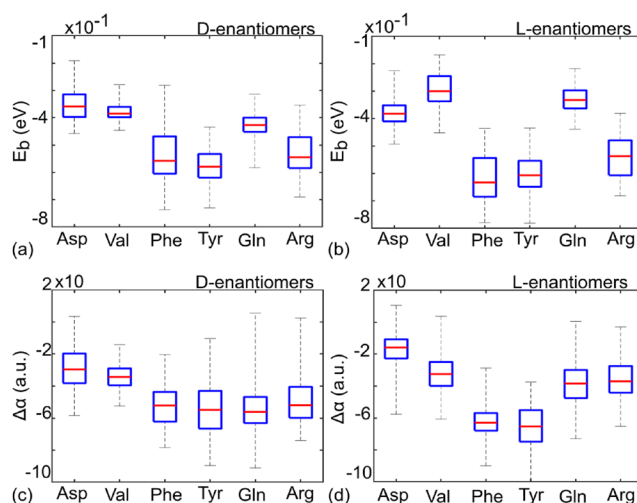 ×10⁻¹ D-enantiomers
-1
-4
-8
E_b (eV)
(a) Asp Val Phe Tyr Gln Arg
×10⁻¹ L-enantiomers
-1
-4
-8
E_b (eV)
(b) Asp Val Phe Tyr Gln Arg
2 x10 D-enantiomers
-2
-6
-10
Δα (a.u.)
(c) Asp Val Phe Tyr Gln Arg
2 x10 L-enantiomers
-2
-6
-10
Δα (a.u.)
(d) Asp Val Phe Tyr Gln Arg